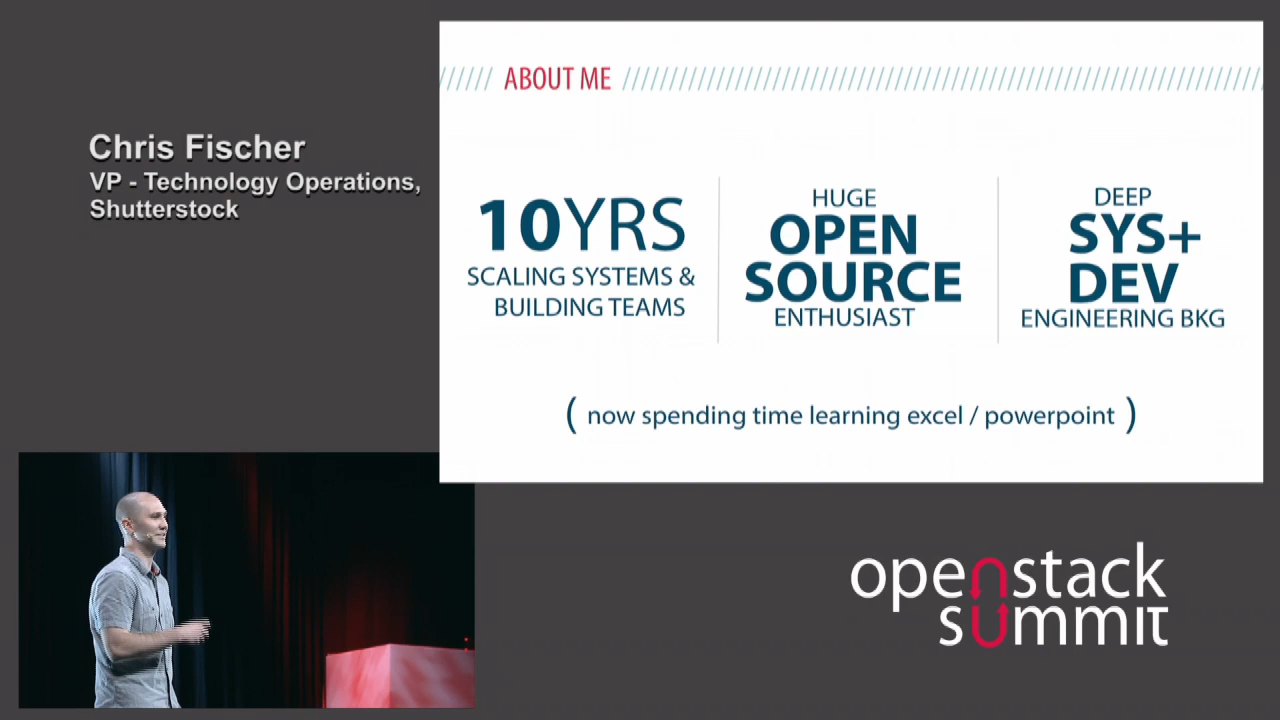 Chris Fischer
VP - Technology Operations,
Shutterstock
ABOUT ME
10YRS
SCALING SYSTEMS &
BUILDING TEAMS
HUGE
OPEN
SOURCE
ENTHUSIAST
DEEP
SYS+
DEV
ENGINEERING BKG
( now spending time learning excel / powerpoint )
openstack
summit